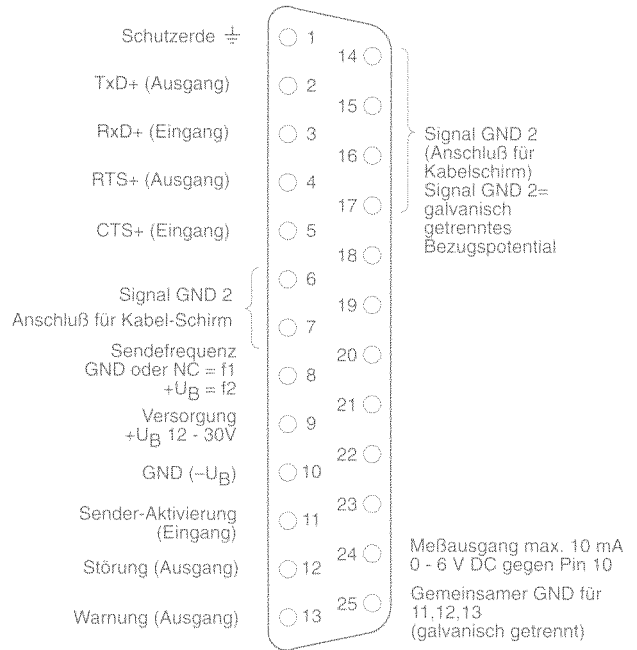 Schutzerde ⏚
TxD+ (Ausgang)
RxD+ (Eingang)
RTS+ (Ausgang)
CTS+ (Eingang)
Signal GND 2
Anschluß für Kabel-Schirm
Sendefrequenz
GND oder NC = f1
+UB = f2
Versorgung
+UB 12 - 30V
GND (–UB)
Sender-Aktivierung
(Eingang)
Störung (Ausgang)
Warnung (Ausgang)
1
2
3
4
5
6
7
8
9
10
11
12
13
14
15
16
17
18
19
20
21
22
23
24
25
Signal GND 2
(Anschluß für
Kabelschirm)
Signal GND 2=
galvanisch
getrenntes
Bezugspotential
Meßausgang max. 10 mA
0 - 6 V DC gegen Pin 10
Gemeinsamer GND für
11,12,13
(galvanisch getrennt)